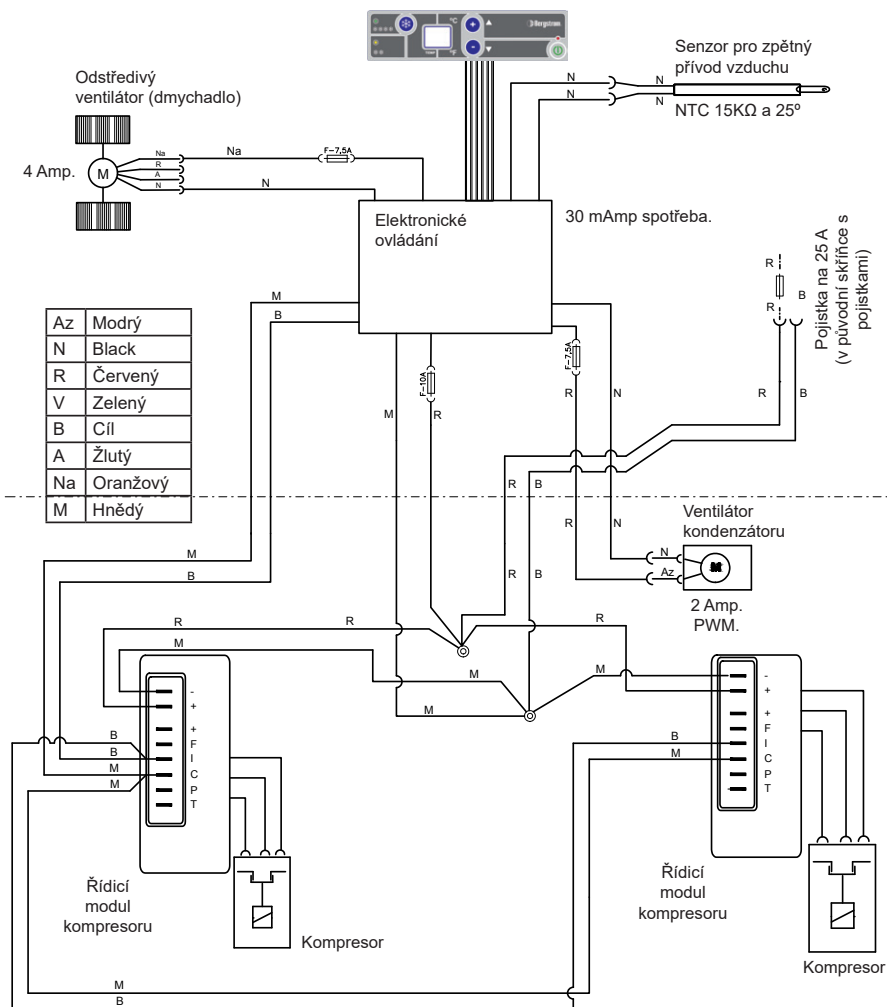 °C
°F
Bergstrom
Senzor pro zpětný
přívod vzduchu
NTC 15KΩ a 25º
N
N
N
N
Odstředivý
ventilátor (dmychadlo)
4 Amp.
M
Na
R
A
N
Na
N
F-7,5A
Elektronické
ovládání
30 mAmp spotřeba.
Pojistka na 25 A
(v původní skříňce s
pojistkami)
R
R
B
R
B
M
B
F-10A
F-7,5A
M
R
R
N
Az Modrý
N Black
R Červený
V Zelený
B Cíl
A Žlutý
Na Oranžový
M Hnědý
R
B
R
N
Ventilátor
kondenzátoru
N
Az
M
2 Amp.
PWM.
M
B
R
B
R
R
R
M
M
M
M
-
+
+
F
I
C
P
T
B
B
M
M
-
+
+
F
I
C
P
T
B
M
Řídicí
modul
kompresoru
Kompresor
Řídicí
modul
kompresoru
Kompresor
M
B